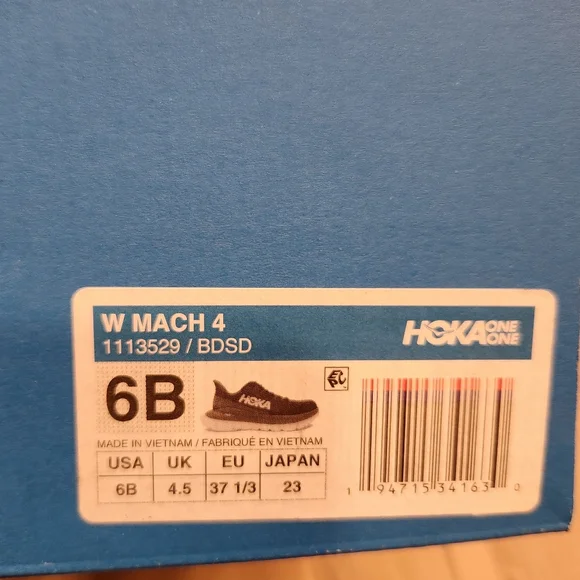 W MACH 4
1113529 / BDSD
HOKA ONE ONE
6B
HOKA
MADE IN VIETNAM / FABRIQUÉ EN VIETNAM
USA UK EU JAPAN
6B 4.5 37 1/3 23
1 94715 34163 0